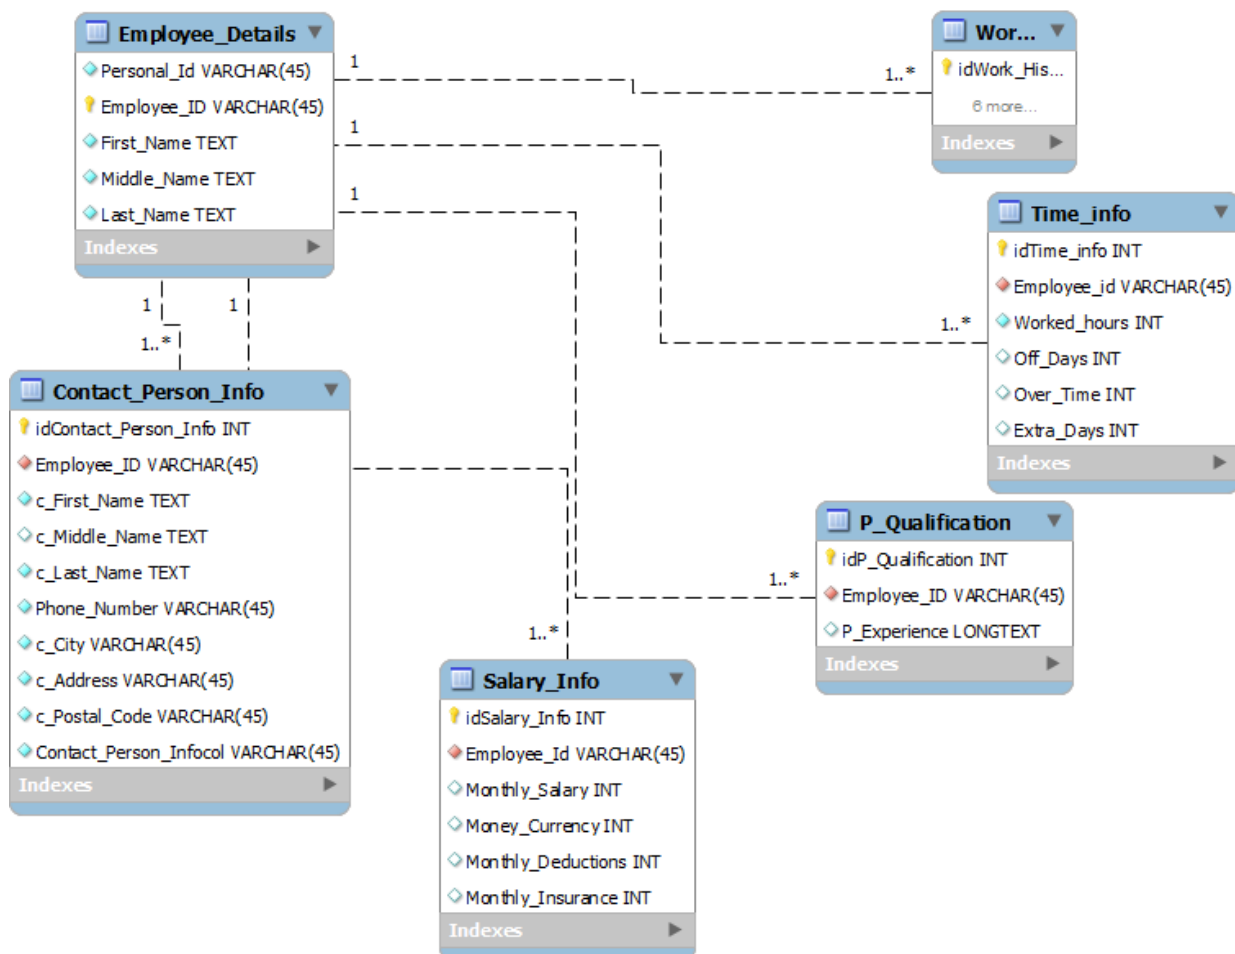 Employee_Details
Personal_Id VARCHAR(45)
Employee_ID VARCHAR(45)
First_Name TEXT
Middle_Name TEXT
Last_Name TEXT
Indexes
1
1
1
1
1
1..*
1..*
1..*
1..*
1..*
Wor...
idWork_His...
6 more...
Indexes
Time_info
idTime_info INT
Employee_id VARCHAR(45)
Worked_hours INT
Off_Days INT
Over_Time INT
Extra_Days INT
Indexes
Contact_Person_Info
idContact_Person_Info INT
Employee_ID VARCHAR(45)
c_First_Name TEXT
c_Middle_Name TEXT
c_Last_Name TEXT
Phone_Number VARCHAR(45)
c_City VARCHAR(45)
c_Address VARCHAR(45)
c_Postal_Code VARCHAR(45)
Contact_Person_Infocol VARCHAR(45)
Indexes
P_Qualification
idP_Qualification INT
Employee_ID VARCHAR(45)
P_Experience LONGTEXT
Indexes
Salary_Info
idSalary_Info INT
Employee_Id VARCHAR(45)
Monthly_Salary INT
Money_Currency INT
Monthly_Deductions INT
Monthly_Insurance INT
Indexes